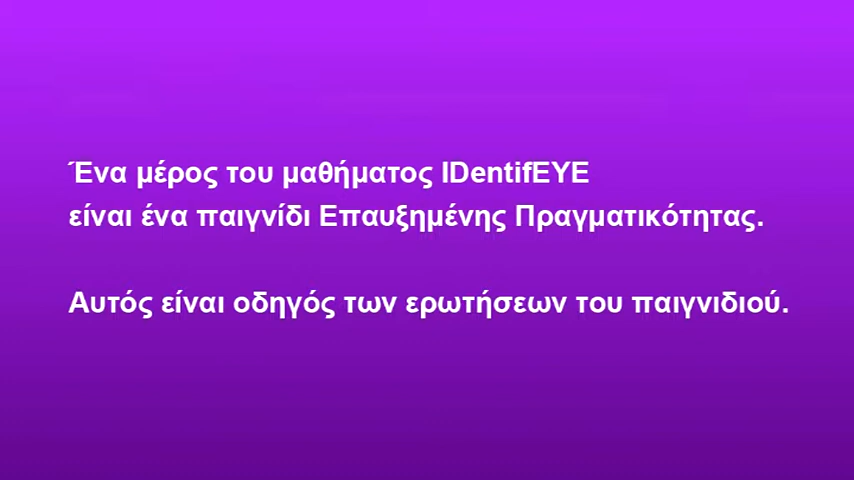 Ένα μέρος του μαθήματος IDentifEYE
είναι ένα παιγνίδι Επαυξημένης Πραγματικότητας.
Αυτός είναι οδηγός των ερωτήσεων του παιγνιδιού.